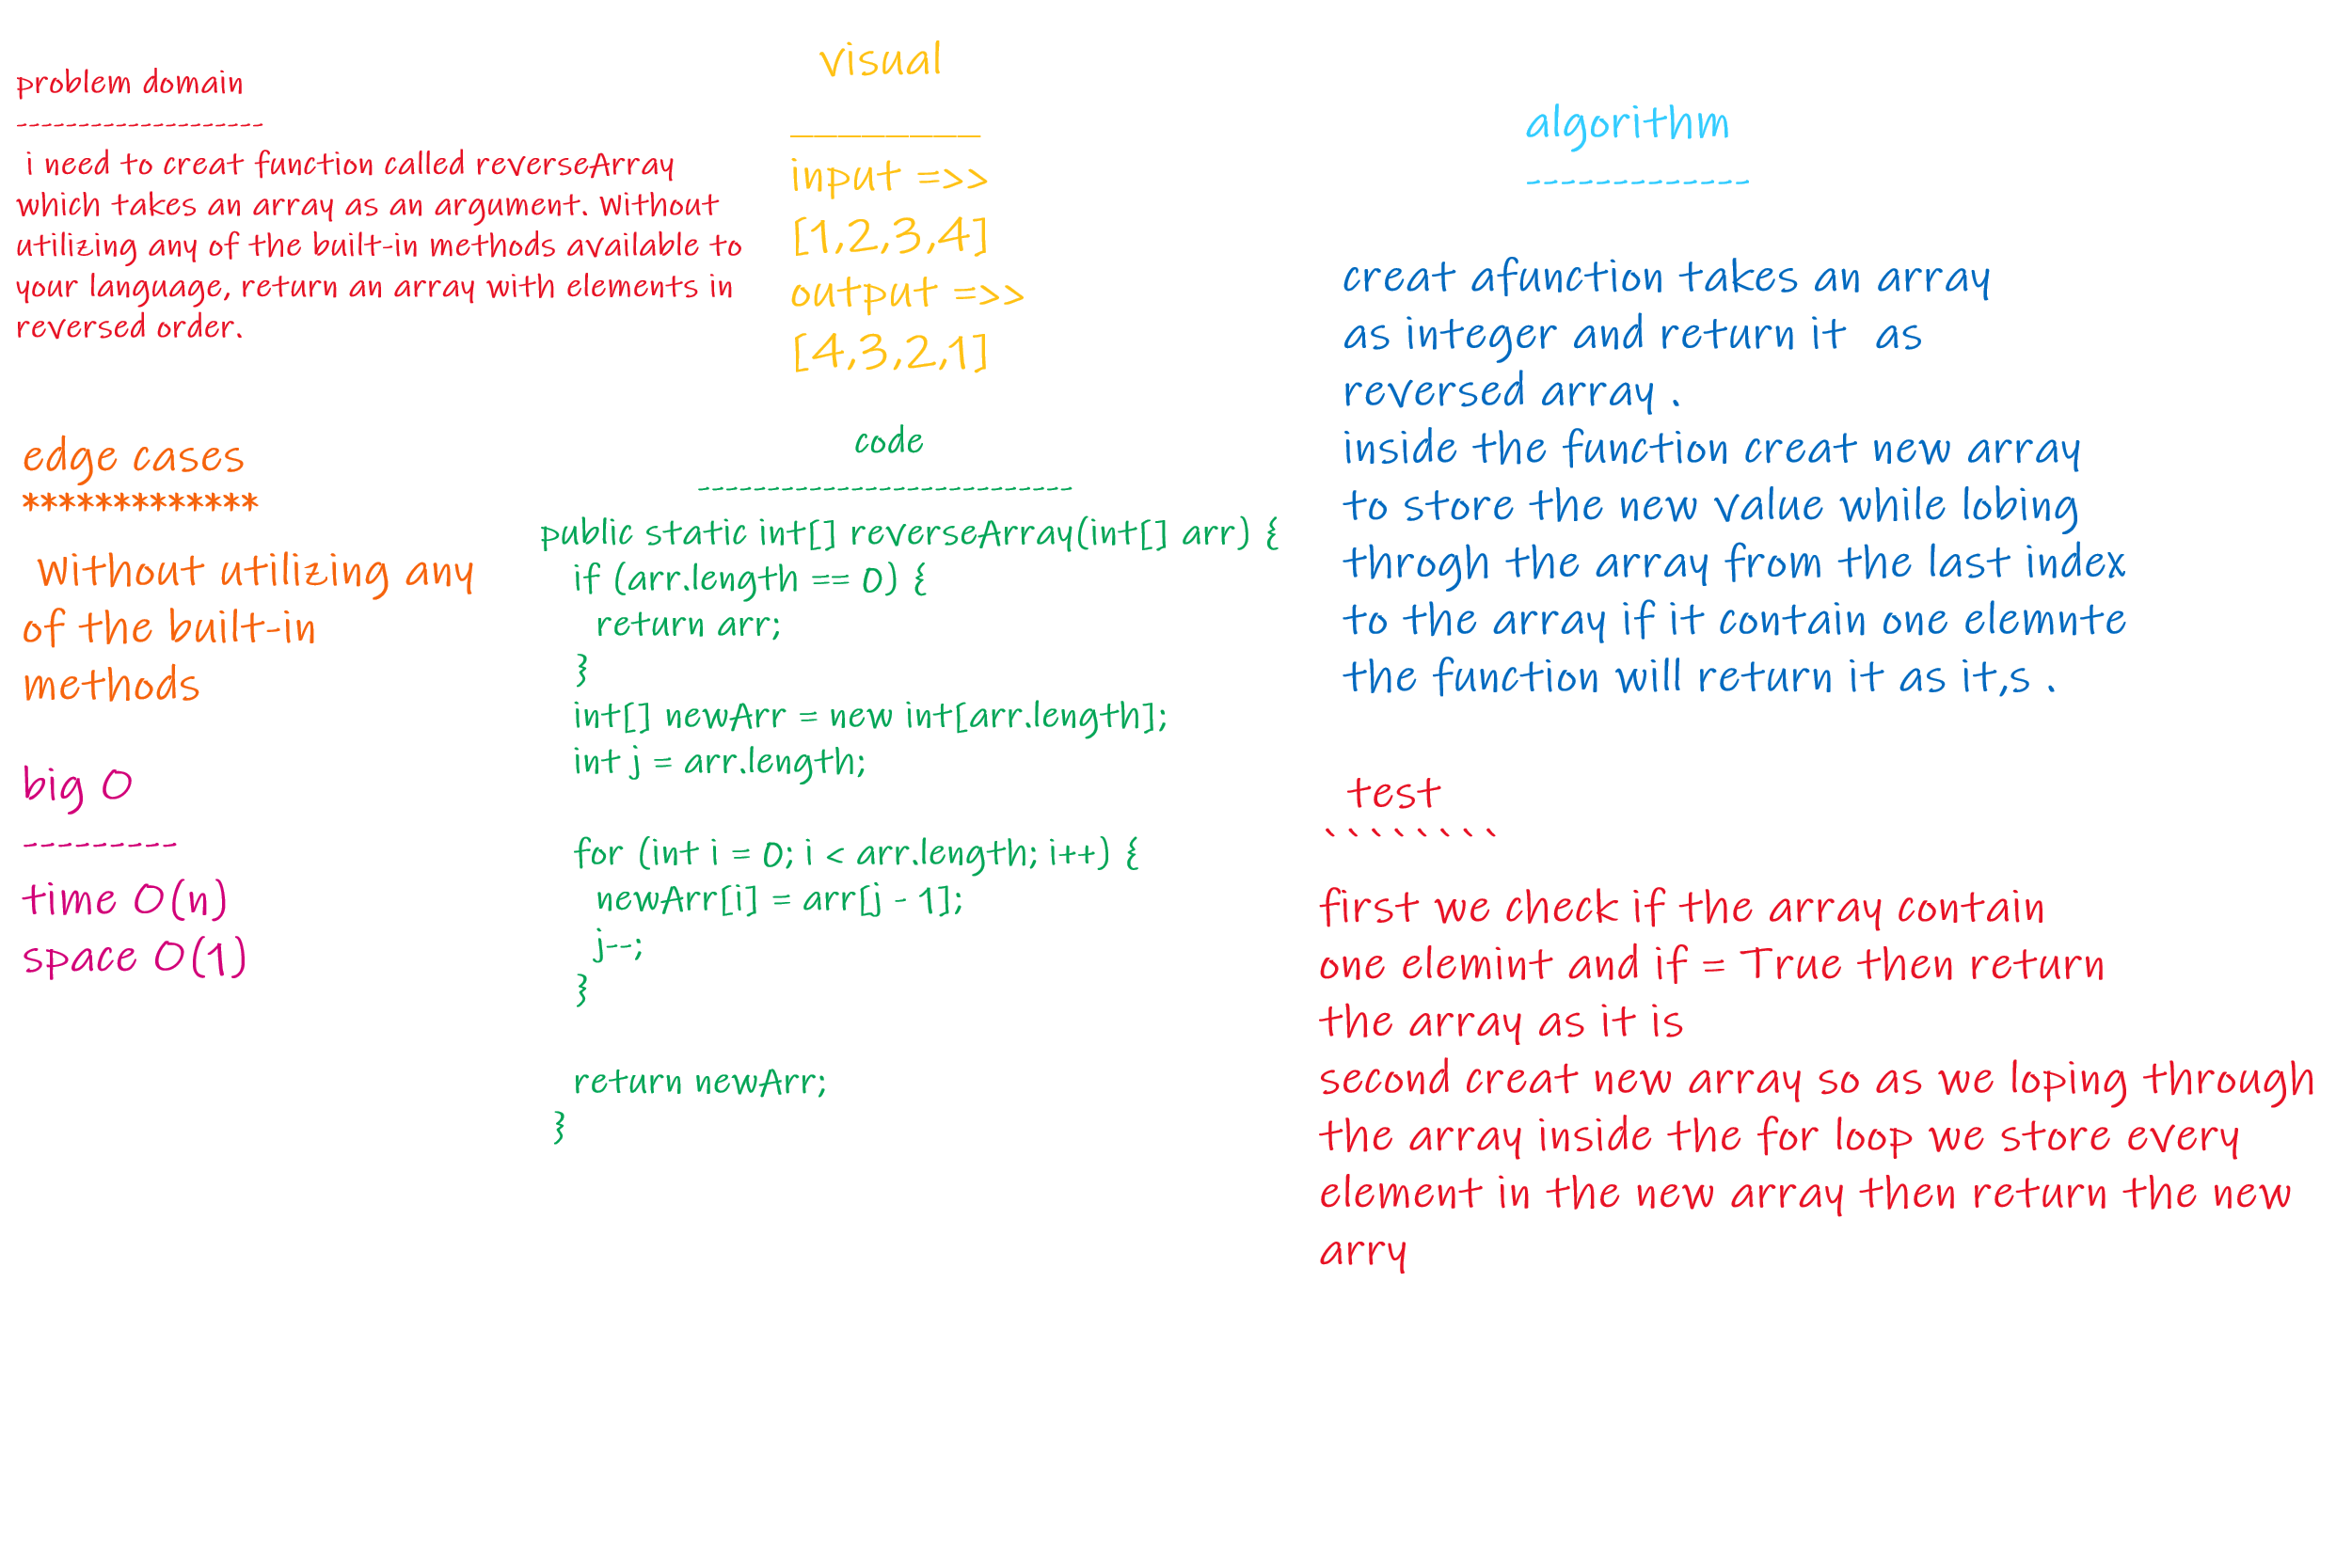 problem domain
--------------------
i need to creat function called reverseArray
which takes an array as an argument. Without
utilizing any of the built-in methods available to
your language, return an array with elements in
reversed order.
edge cases
*************
Without utilizing any
of the built-in
methods
big O
---------
time O(n)
space O(1)
visual
________
input =>>
[1,2,3,4]
output =>>
[4,3,2,1]
code
---------------------------
public static int[] reverseArray(int[] arr) {
if (arr.length == 0) {
return arr;
}
int[] newArr = new int[arr.length];
int j = arr.length;
for (int i = 0; i < arr.length; i++) {
newArr[i] = arr[j - 1];
j--;
}
return newArr;
}
algorithm
-------------
creat afunction takes an array
as integer and return it as
reversed array .
inside the function creat new array
to store the new value while lobing
throgh the array from the last index
to the array if it contain one elemnte
the function will return it as it,s .
test
````````
first we check if the array contain
one elemint and if = True then return
the array as it is
second creat new array so as we loping through
the array inside the for loop we store every
element in the new array then return the new
arry